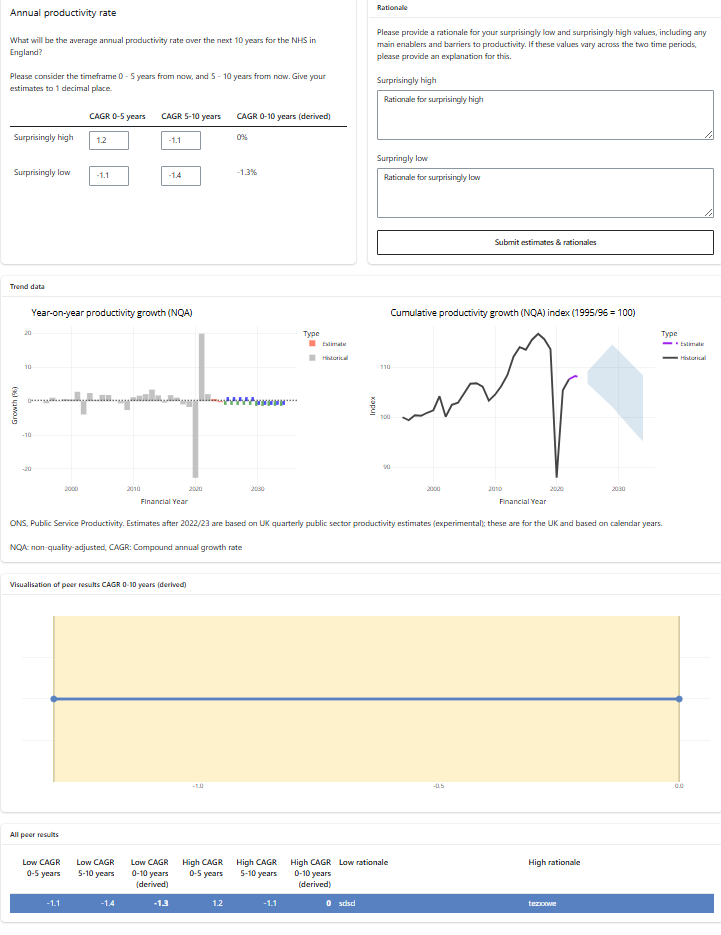 Annual productivity rate
What will be the average annual productivity rate over the next 10 years for the NHS in
England?
Please consider the timeframe 0 - 5 years from now, and 5 - 10 years from now. Give your
estimates to 1 decimal place.
CAGR 0-5 years CAGR 5-10 years CAGR 0-10 years (derived)
Surprisingly high 1.2 -1.1 0%
Surprisingly low -1.1 -1.4 -1.3%
Rationale
Please provide a rationale for your surprisingly low and surprisingly high values, including any
main enablers and barriers to productivity. If these values vary across the two time periods,
please provide an explanation for this.
Surprisingly high
Rationale for surprisingly high
Surpringly low
Rationale for surprisingly low
Submit estimates & rationales
Trend data
Year-on-year productivity growth (NQA)
Type
Estimate
Historical
Growth (%)
20
10
0
-10
-20
2000 2010 2020 2030
Financial Year
Cumulative productivity growth (NQA) index (1995/96 = 100)
Type
Estimate
Historical
Index
110
100
90
2000 2010 2020 2030
Financial Year
ONS, Public Service Productivity. Estimates after 2022/23 are based on UK quarterly public sector productivity estimates (experimental); these are for the UK and based on calendar years.
NQA: non-quality-adjusted, CAGR: Compound annual growth rate
Visualisation of peer results CAGR 0-10 years (derived)
-1.0 -0.5 0.0
All peer results
Low CAGR Low CAGR Low CAGR High CAGR High CAGR High CAGR Low rationale High rationale
0-5 years 5-10 years 0-10 years 0-5 years 5-10 years 0-10 years
(derived) (derived)
-1.1 -1.4 -1.3 1.2 -1.1 0 sdsd tezxxwe